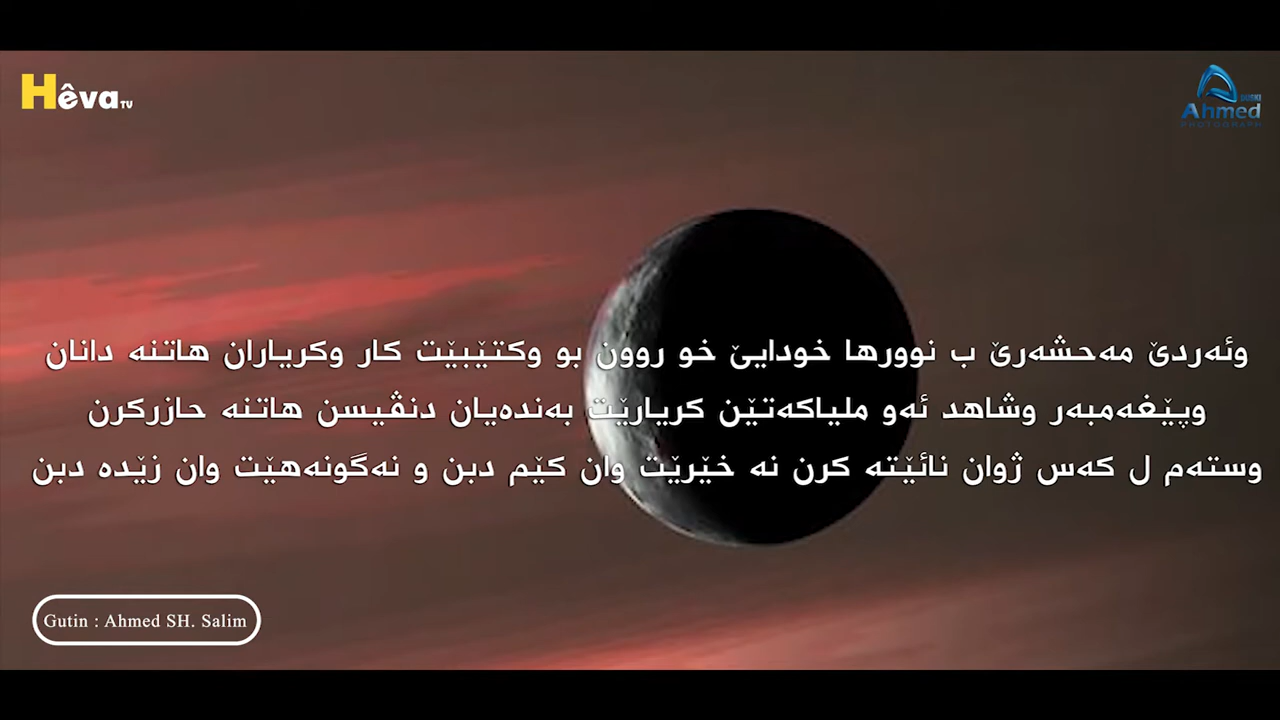 Hêva TV
DUSKI
Ahmed
PHOTOGRAPH
وئەردێ مەحشەرێ ب نوورها خودایێ خو روون بو وکتێبێت کار وکریاران هاتنە دانان
وپێغەمبەر وشاهد ئەو ملیاکەتێن کریارێت بەندەیان دنڤیسن هاتنە حازرکرن
وستەم ل کەس ژوان نائێتە کرن نە خێرێت وان کێم دبن و نەگونەهێت وان زێدە دبن
Gutin : Ahmed SH. Salim